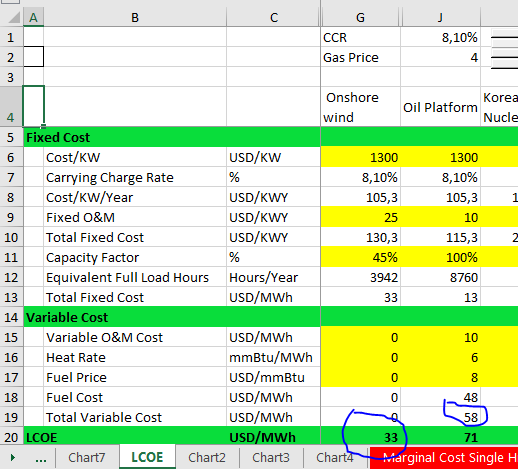 A B C G J
1 CCR 8,10%
2 Gas Price 4
3
4 Onshore wind Oil Platform Korea Nucle
5 Fixed Cost
6 Cost/KW USD/KW 1300 1300
7 Carrying Charge Rate % 8,10% 8,10%
8 Cost/KW/Year USD/KWY 105,3 105,3 1
9 Fixed O&M USD/KWY 25 10
10 Total Fixed Cost USD/KWY 130,3 115,3 2
11 Capacity Factor % 45% 100%
12 Equivalent Full Load Hours Hours/Year 3942 8760
13 Total Fixed Cost USD/MWh 33 13
14 Variable Cost
15 Variable O&M Cost USD/MWh 0 10
16 Heat Rate mmBtu/MWh 0 6
17 Fuel Price USD/mmBtu 0 8
18 Fuel Cost USD/MWh 0 48
19 Total Variable Cost USD/MWh 0 58
20 LCOE USD/MWh 33 71
... Chart7 LCOE Chart2 Chart3 Chart4 Marginal Cost Single H